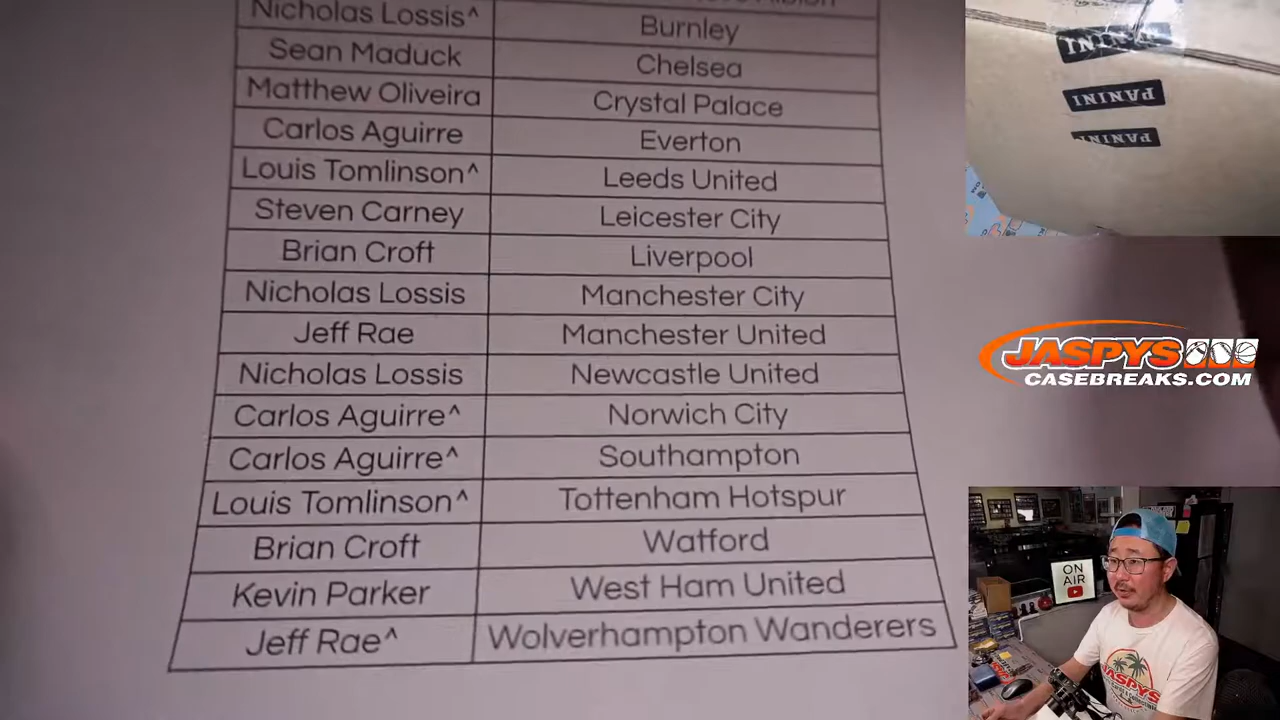 Nicholas Lossis^ Burnley
Sean Maduck Chelsea
Matthew Oliveira Crystal Palace
Carlos Aguirre Everton
Louis Tomlinson^ Leeds United
Steven Carney Leicester City
Brian Croft Liverpool
Nicholas Lossis Manchester City
Jeff Rae Manchester United
Nicholas Lossis Newcastle United
Carlos Aguirre^ Norwich City
Carlos Aguirre^ Southampton
Louis Tomlinson^ Tottenham Hotspur
Brian Croft Watford
Kevin Parker West Ham United
Jeff Rae^ Wolverhampton Wanderers
PANINI
PANINI
PANINI
JASPYS
CASEBREAKS.COM
ON
AIR
JASPYS